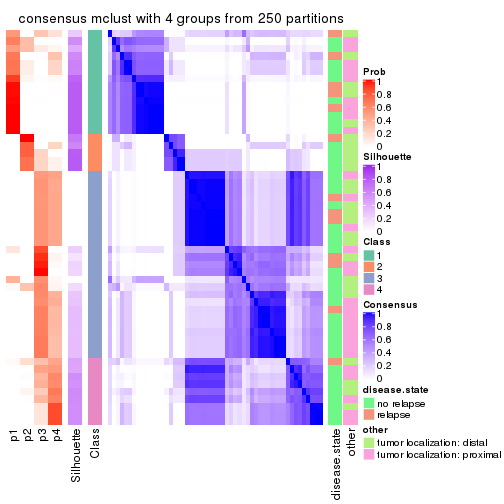 consensus mclust with 4 groups from 250 partitions
Prob
1
0.8
0.6
0.4
0.2
0
Silhouette
1
0.8
0.6
0.4
0.2
0
Class
1
2
3
4
Consensus
1
0.8
0.6
0.4
0.2
0
disease.state
no relapse
relapse
other
tumor localization: distal
tumor localization: proximal
p1
p2
p3
p4
Silhouette
Class
disease.state
other